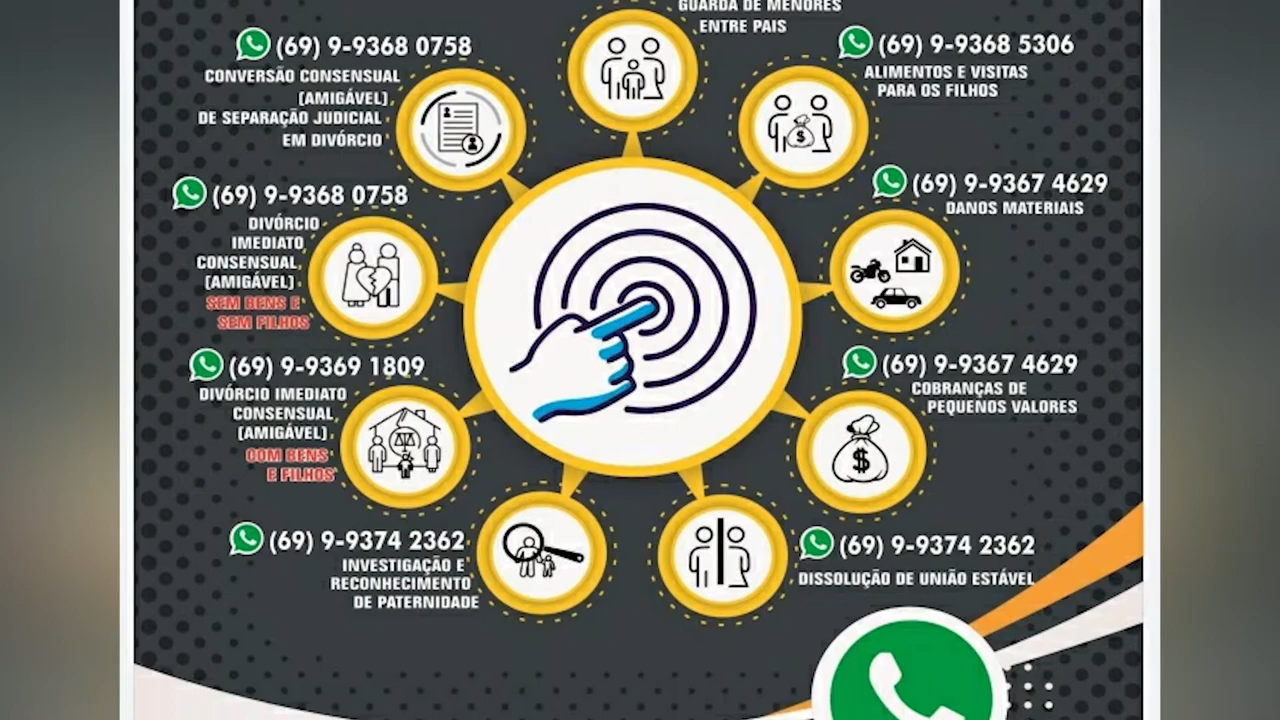 GUARDA DE MENORES
ENTRE PAIS
(69) 9-9368 0758
CONVERSÃO CONSENSUAL
(AMIGÁVEL)
DE SEPARAÇÃO JUDICIAL
EM DIVÓRCIO
(69) 9-9368 5306
ALIMENTOS E VISITAS
PARA OS FILHOS
(69) 9-9368 0758
DIVÓRCIO
IMEDIATO
CONSENSUAL
(AMIGÁVEL)
SEM BENS E
SEM FILHOS
(69) 9-9367 4629
DANOS MATERIAIS
(69) 9-9369 1809
DIVÓRCIO IMEDIATO
CONSENSUAL
(AMIGÁVEL)
COM BENS
E FILHOS
(69) 9-9367 4629
COBRANÇAS DE
PEQUENOS VALORES
(69) 9-9374 2362
INVESTIGAÇÃO E
RECONHECIMENTO
DE PATERNIDADE
(69) 9-9374 2362
DISSOLUÇÃO DE UNIÃO ESTÁVEL
$
$